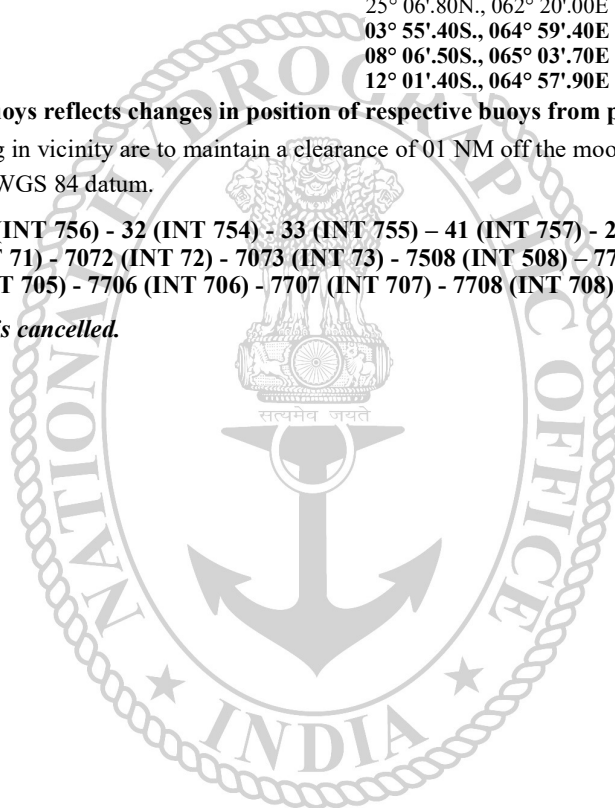 25° 06'.80N., 062° 20'.00E
03° 55'.40S., 064° 59'.40E
08° 06'.50S., 065° 03'.70E
12° 01'.40S., 064° 57'.90E
uoys reflects changes in position of respective buoys from p
g in vicinity are to maintain a clearance of 01 NM off the moo
WGS 84 datum.
(INT 756) - 32 (INT 754) - 33 (INT 755) – 41 (INT 757) - 2
T 71) - 7072 (INT 72) - 7073 (INT 73) - 7508 (INT 508) – 77
T 705) - 7706 (INT 706) - 7707 (INT 707) - 7708 (INT 708)
is cancelled.
NATIONAL HYDROGRAPHIC OFFICE
सत्यमेव जयते
INDIA